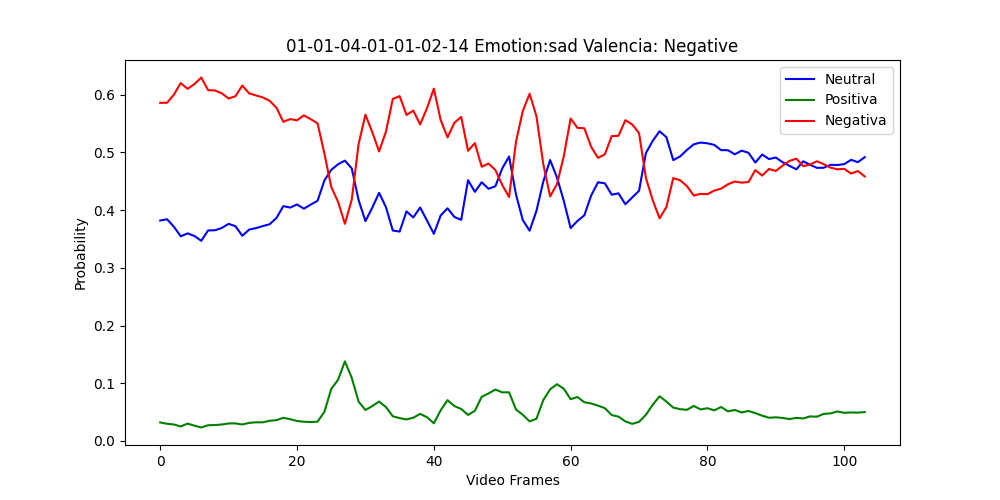 01-01-04-01-01-02-14 Emotion:sad Valencia: Negative
Neutral
Positiva
Negativa
Probability
0.6
0.5
0.4
0.3
0.2
0.1
0.0
0 20 40 60 80 100
Video Frames